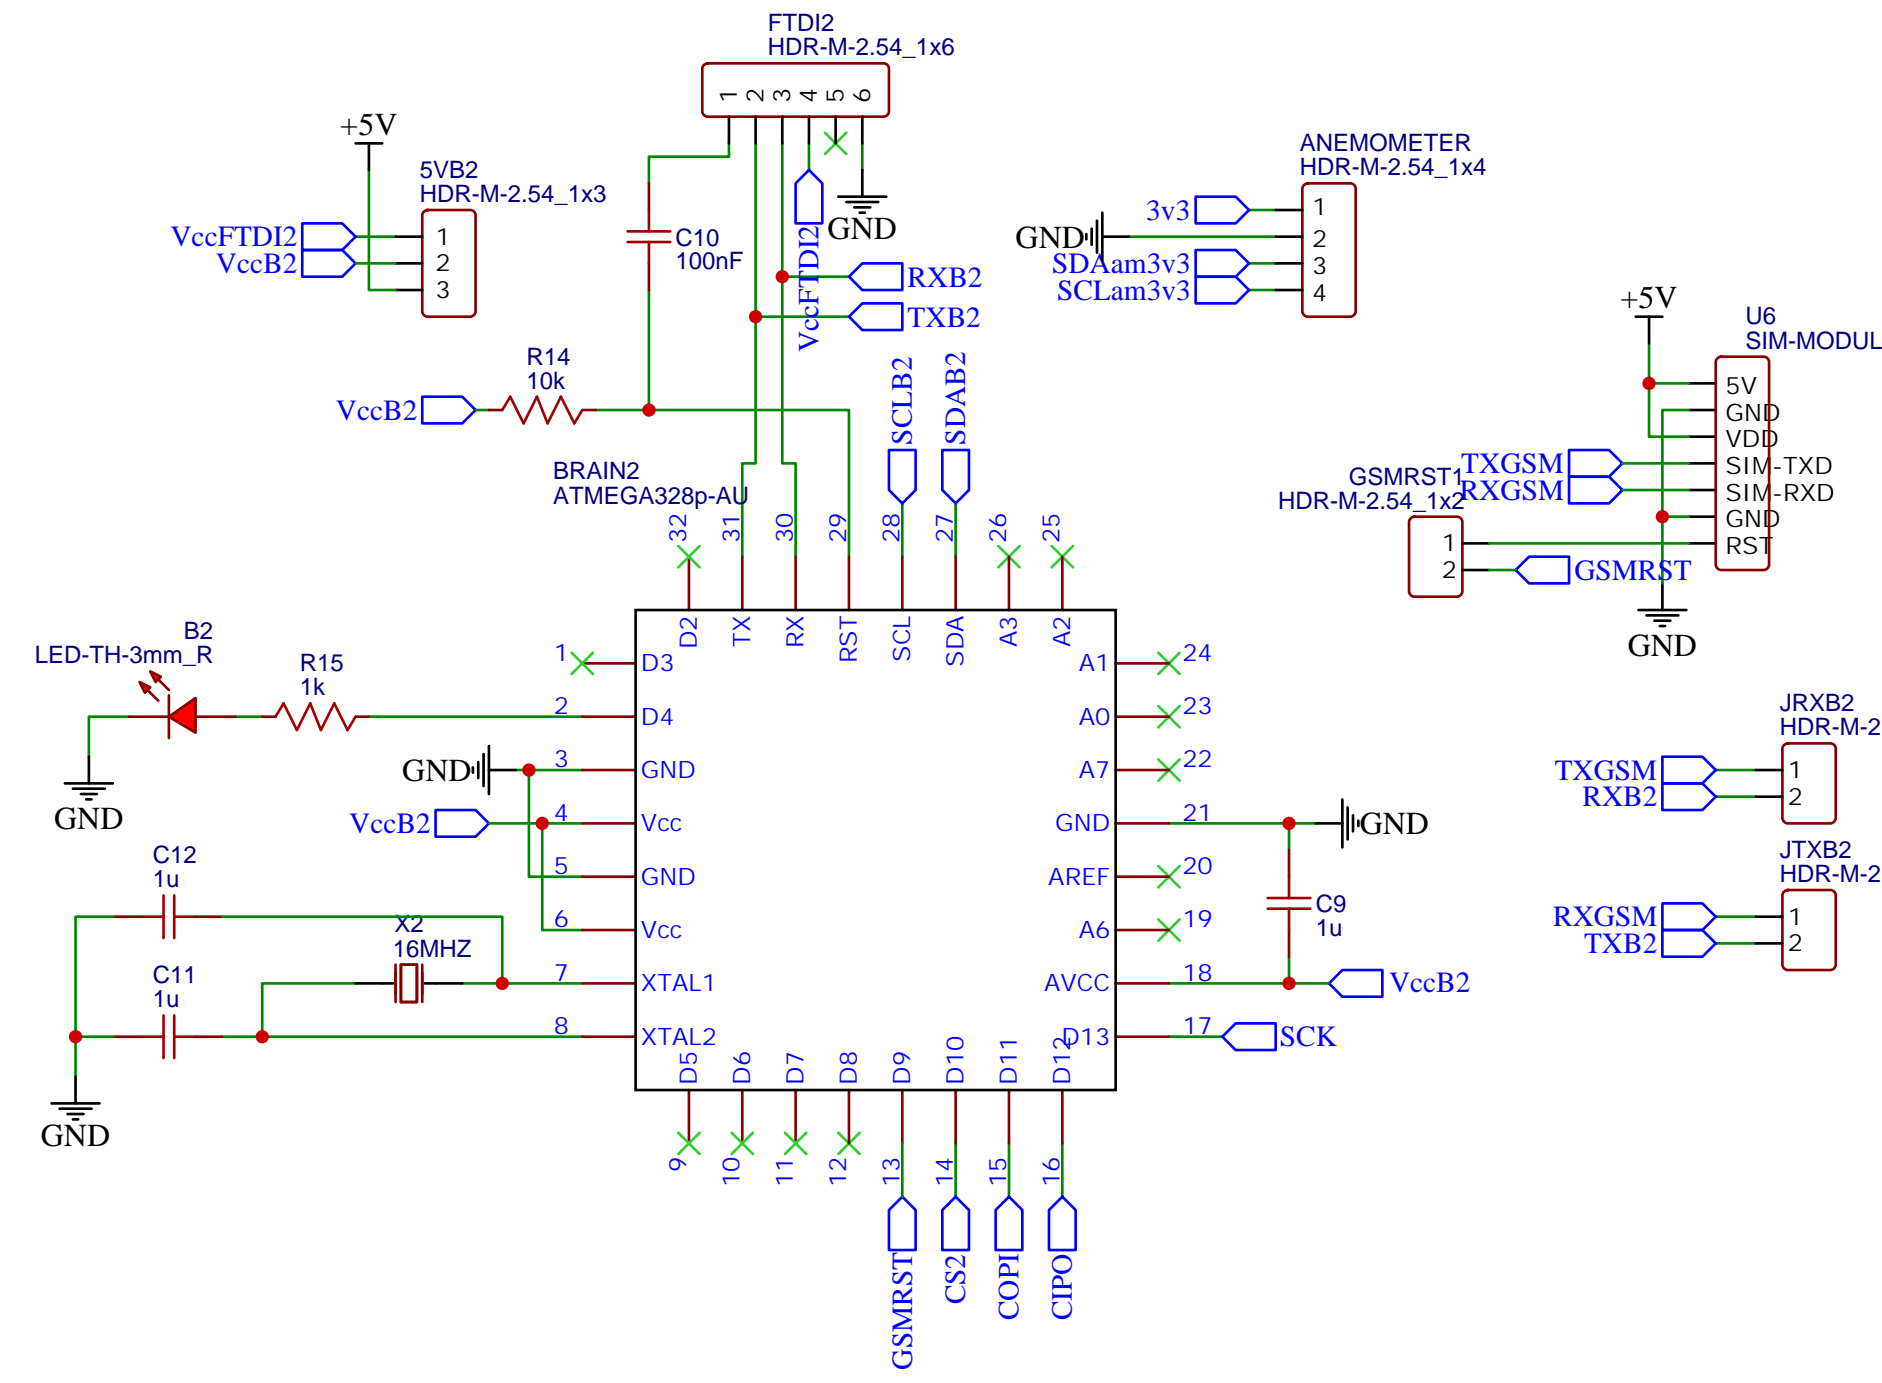 FTDI2
HDR-M-2.54_1x6
1
2
3
4
5
6
+5V
5VB2
HDR-M-2.54_1x3
VccFTDI2
VccB2
1
2
3
C10
100nF
VccFTDI2
GND
RXB2
TXB2
ANEMOMETER
HDR-M-2.54_1x4
3v3
GND
SDAam3v3
SCLam3v3
1
2
3
4
+5V
U6
SIM-MODUL
5V
GND
VDD
SIM-TXD
SIM-RXD
GND
RST
TXGSM
RXGSM
GSMRST1
HDR-M-2.54_1x2
1
2
GSMRST
GND
R14
10k
VccB2
SCLB2
SDAB2
BRAIN2
ATMEGA328p-AU
32
31
30
29
28
27
26
25
D2
TX
RX
RST
SCL
SDA
A3
A2
B2
LED-TH-3mm_R
R15
1k
GND
1
2
3
4
5
6
7
8
D3
D4
GND
Vcc
GND
Vcc
XTAL1
XTAL2
GND
VccB2
C12
1u
X2
16MHZ
C11
1u
GND
A1
A0
A7
GND
AREF
A6
AVCC
D13
24
23
22
21
20
19
18
17
GND
C9
1u
VccB2
SCK
D5
D6
D7
D8
D9
D10
D11
D12
9
10
11
12
13
14
15
16
GSMRST
CS2
COPI
CIPO
JRXB2
HDR-M-2
TXGSM
RXB2
1
2
JTXB2
HDR-M-2
RXGSM
TXB2
1
2